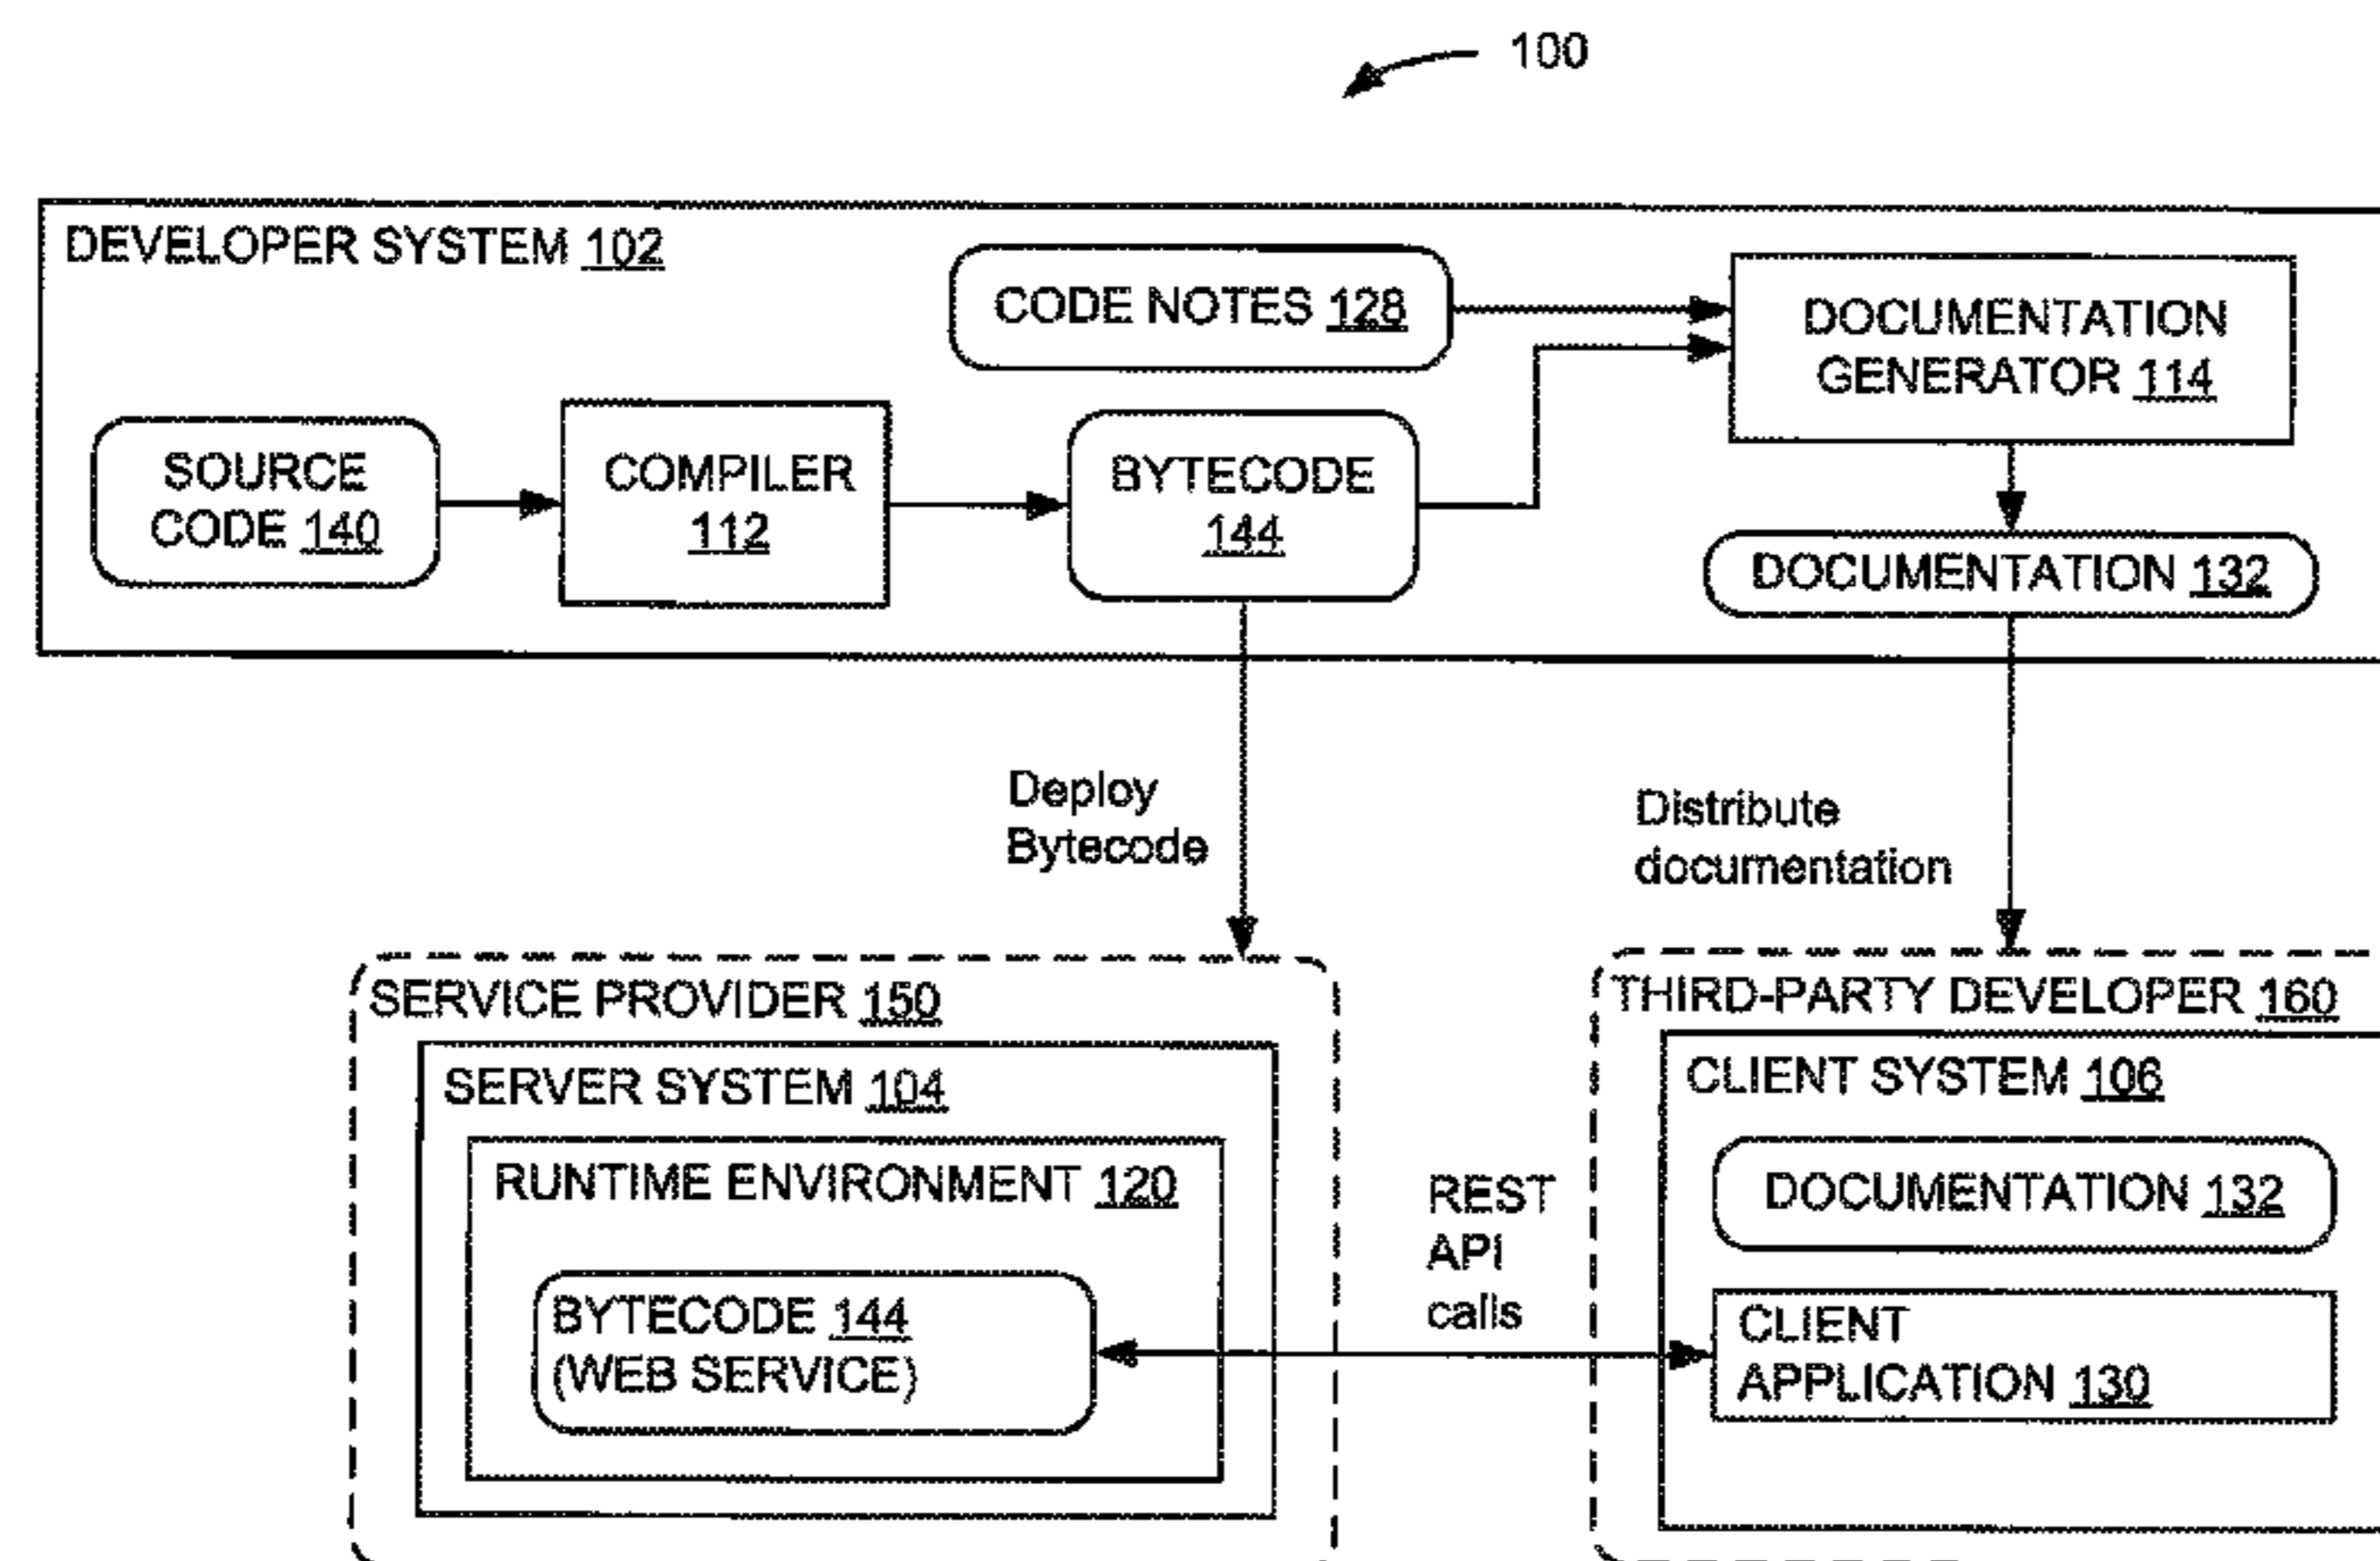 100
DEVELOPER SYSTEM 102
CODE NOTES 128
DOCUMENTATION
GENERATOR 114
SOURCE
CODE 140
COMPILER
112
BYTECODE
144
DOCUMENTATION 132
Deploy
Bytecode
Distribute
documentation
SERVICE PROVIDER 150
SERVER SYSTEM 104
RUNTIME ENVIRONMENT 120
BYTECODE 144
(WEB SERVICE)
REST
API
calls
THIRD-PARTY DEVELOPER 160
CLIENT SYSTEM 106
DOCUMENTATION 132
CLIENT
APPLICATION 130